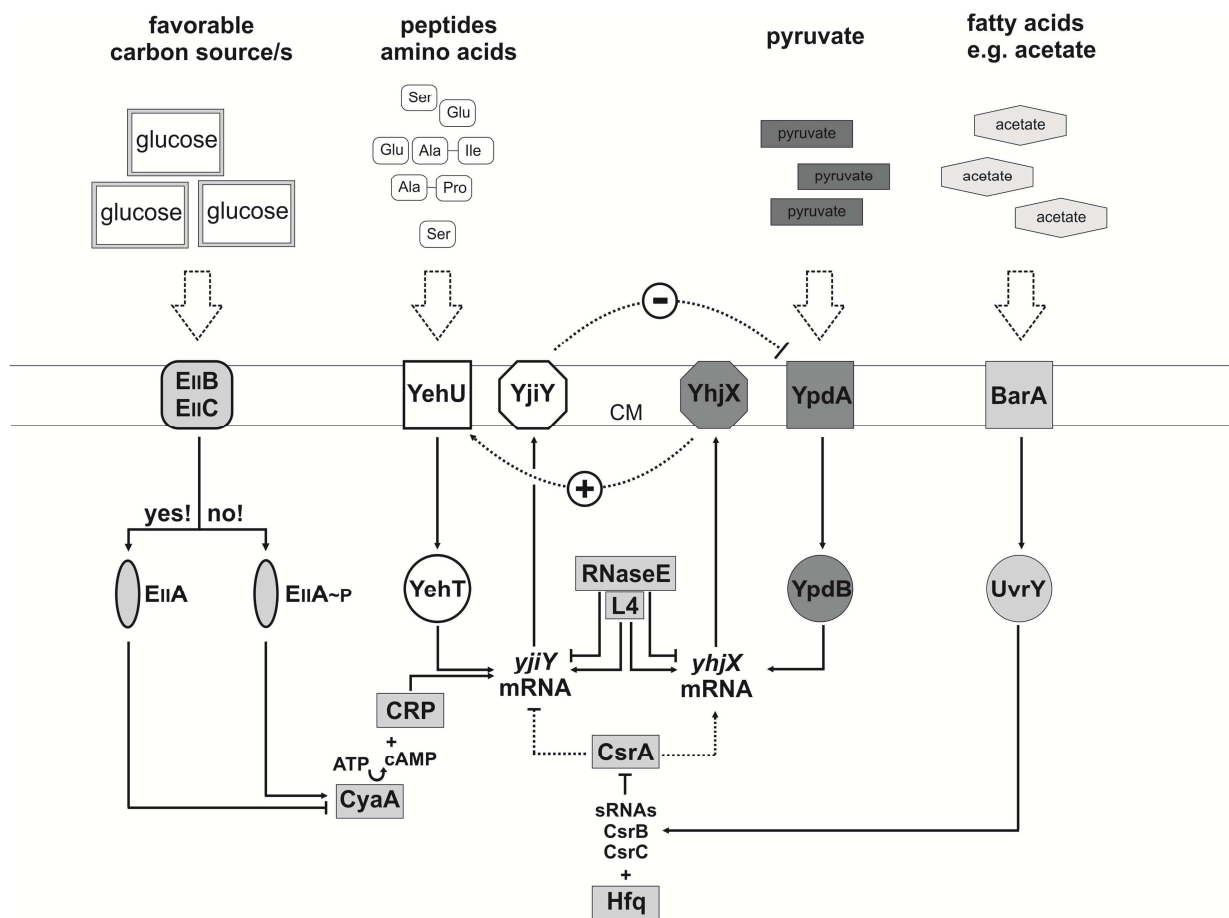 favorable
carbon source/s
peptides
amino acids
pyruvate
fatty acids
e.g. acetate
glucose
glucose
glucose
Ser
Glu
Glu
Ala
Ile
Ala
Pro
Ser
pyruvate
pyruvate
pyruvate
acetate
acetate
acetate
-
EIIB
EIIC
YehU
YjiY
CM
YhjX
YpdA
BarA
+
yes!
no!
EIIA
EIIA~P
YehT
RNaseE
L4
YpdB
UvrY
yjiY
mRNA
yhjX
mRNA
CRP
+
ATP
cAMP
CyaA
CsrA
sRNAs
CsrB
CsrC
+
Hfq